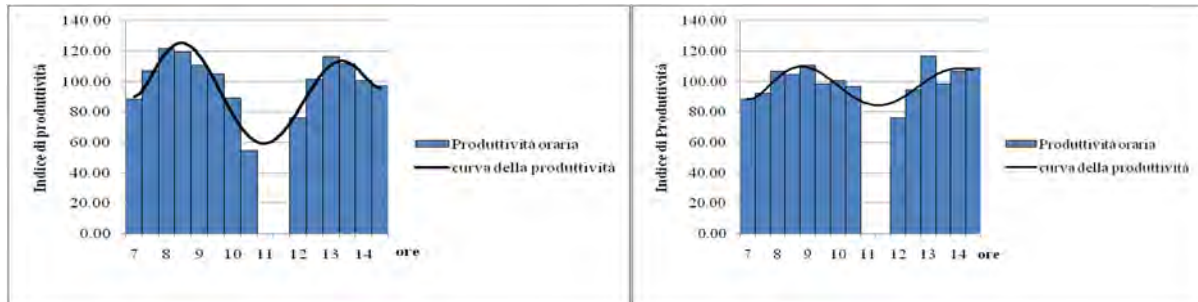 Indice di produttività
140.00
120.00
100.00
80.00
60.00
40.00
20.00
0.00
7 8 9 10 11 12 13 14 ore
Produttività oraria
curva della produttività
Indice di Produttività
140.00
120.00
100.00
80.00
60.00
40.00
20.00
0.00
7 8 9 10 11 12 13 14 ore
Produttività oraria
curva della produttività